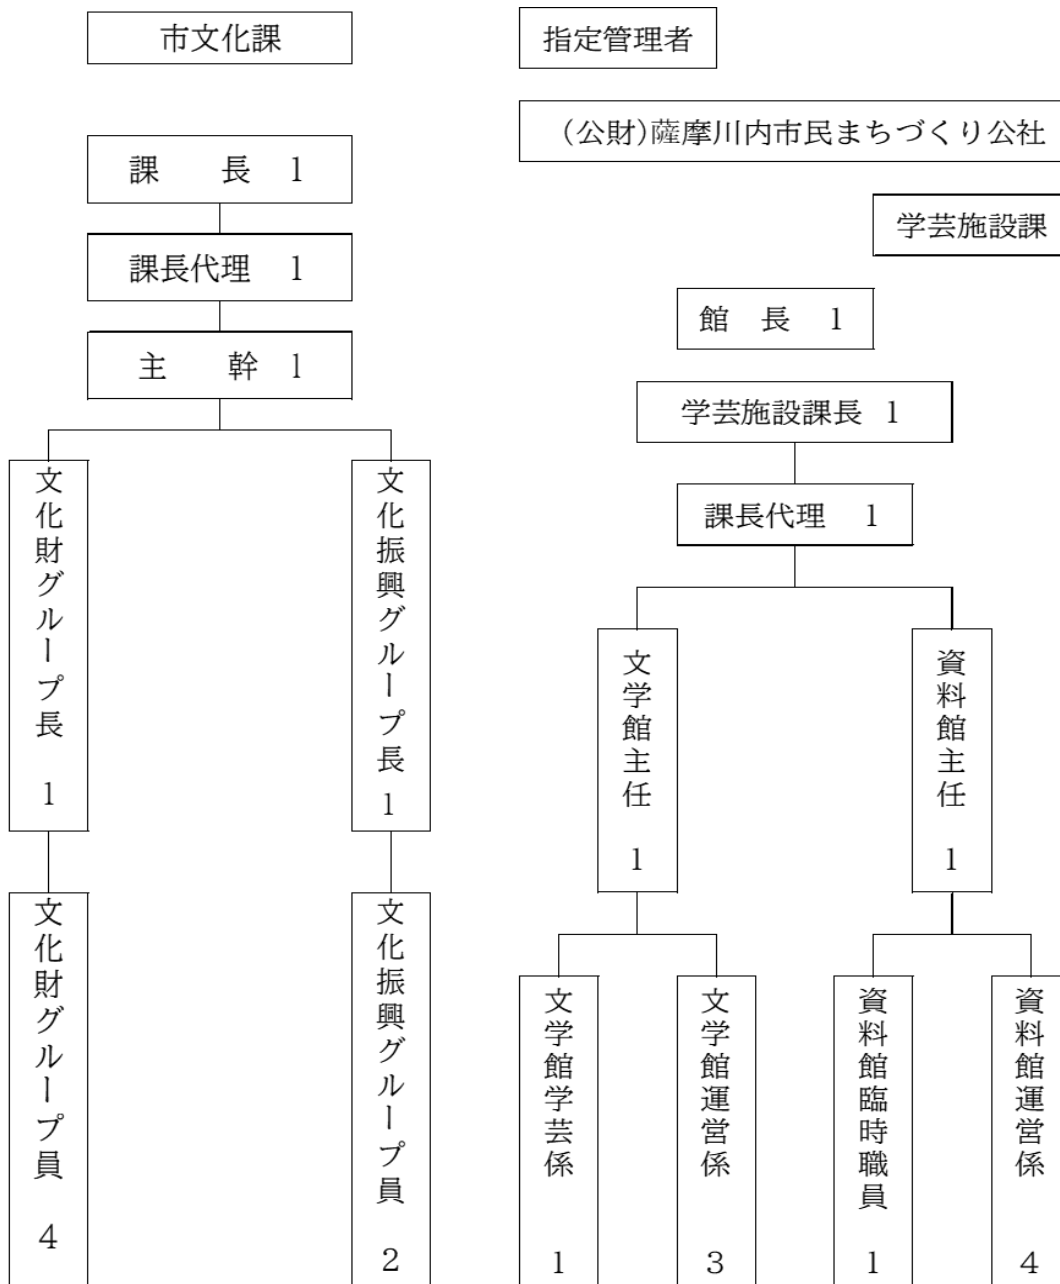 市文化課
課　長　1
課長代理　1
主　幹　1
文化財グループ長　1
文化振興グループ長　1
文化財グループ員　4
文化振興グループ員　2
指定管理者
(公財)薩摩川内市民まちづくり公社
学芸施設課
館　長　1
学芸施設課長　1
課長代理　1
文学館主任　1
資料館主任　1
文学館学芸係　1
文学館運営係　3
資料館臨時職員　1
資料館運営係　4